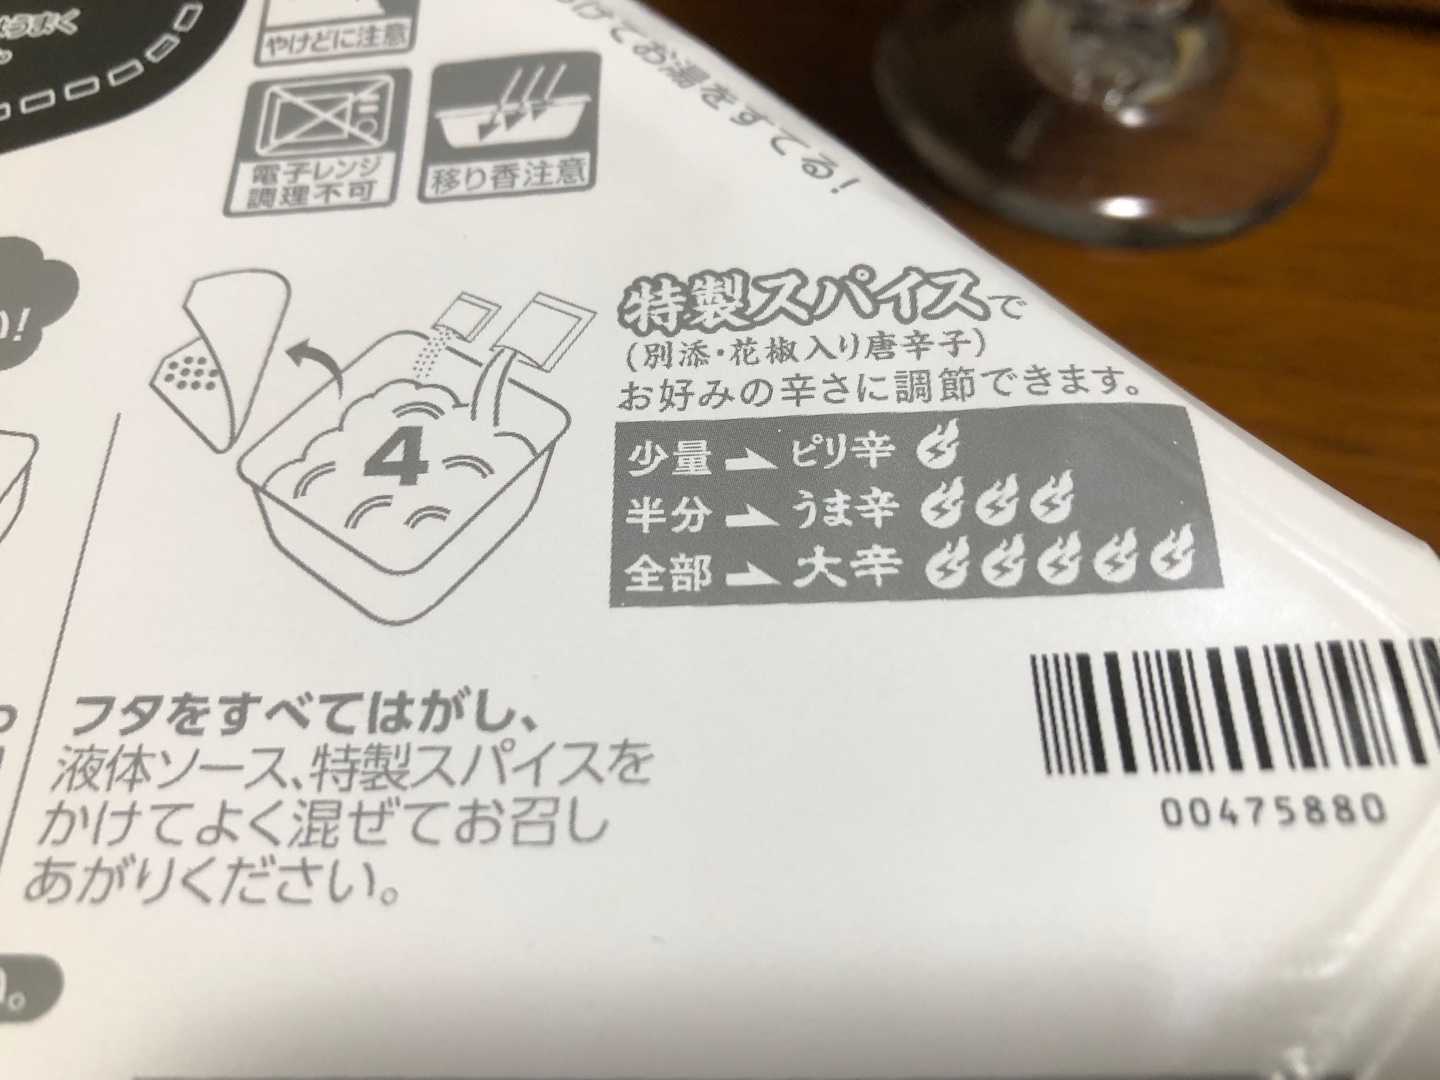 ようまく
やけどに注意
電子レンジ
調理不可
移り香注意
けてお湯をすてる!
特製スパイスで
(別添・花椒入り唐辛子)
お好みの辛さに調節できます。
少量 ピリ辛
半分 うま辛
全部 大辛
4
フタをすべてはがし、
液体ソース、特製スパイスを
かけてよく混ぜてお召し
あがりください。
00475880